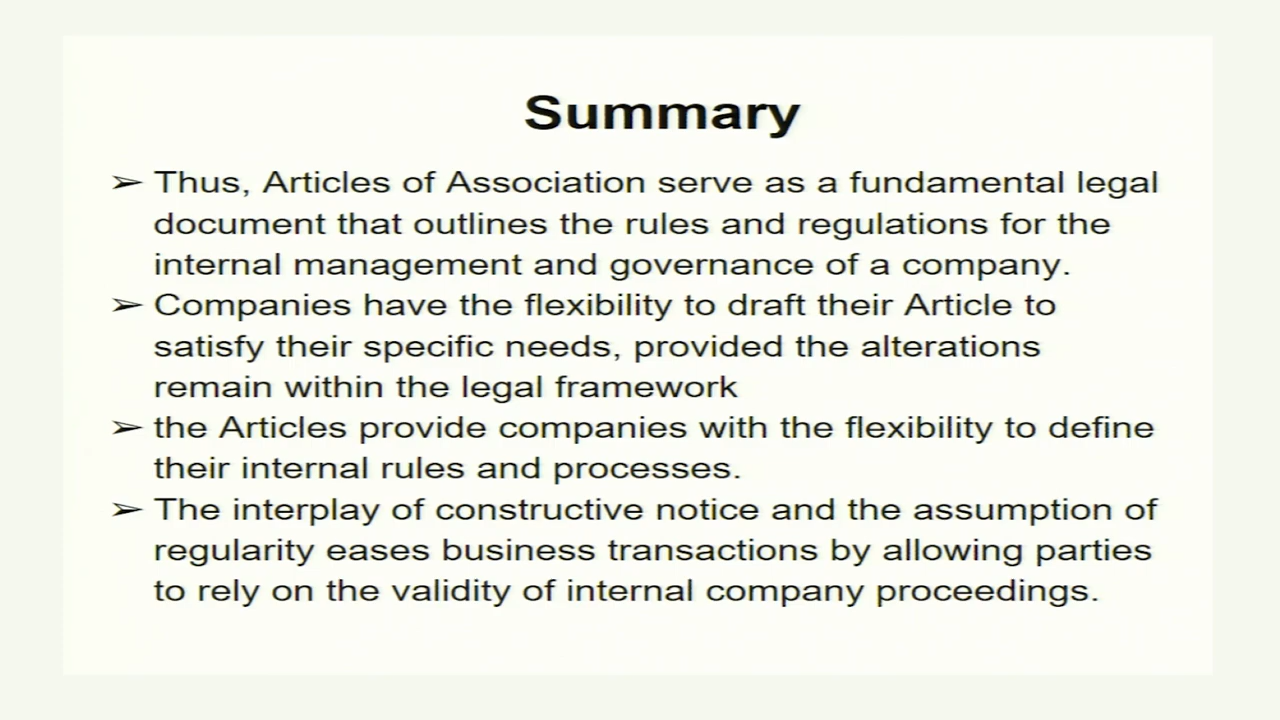 Summary
➢ Thus, Articles of Association serve as a fundamental legal
document that outlines the rules and regulations for the
internal management and governance of a company.
➢ Companies have the flexibility to draft their Article to
satisfy their specific needs, provided the alterations
remain within the legal framework
➢ the Articles provide companies with the flexibility to define
their internal rules and processes.
➢ The interplay of constructive notice and the assumption of
regularity eases business transactions by allowing parties
to rely on the validity of internal company proceedings.